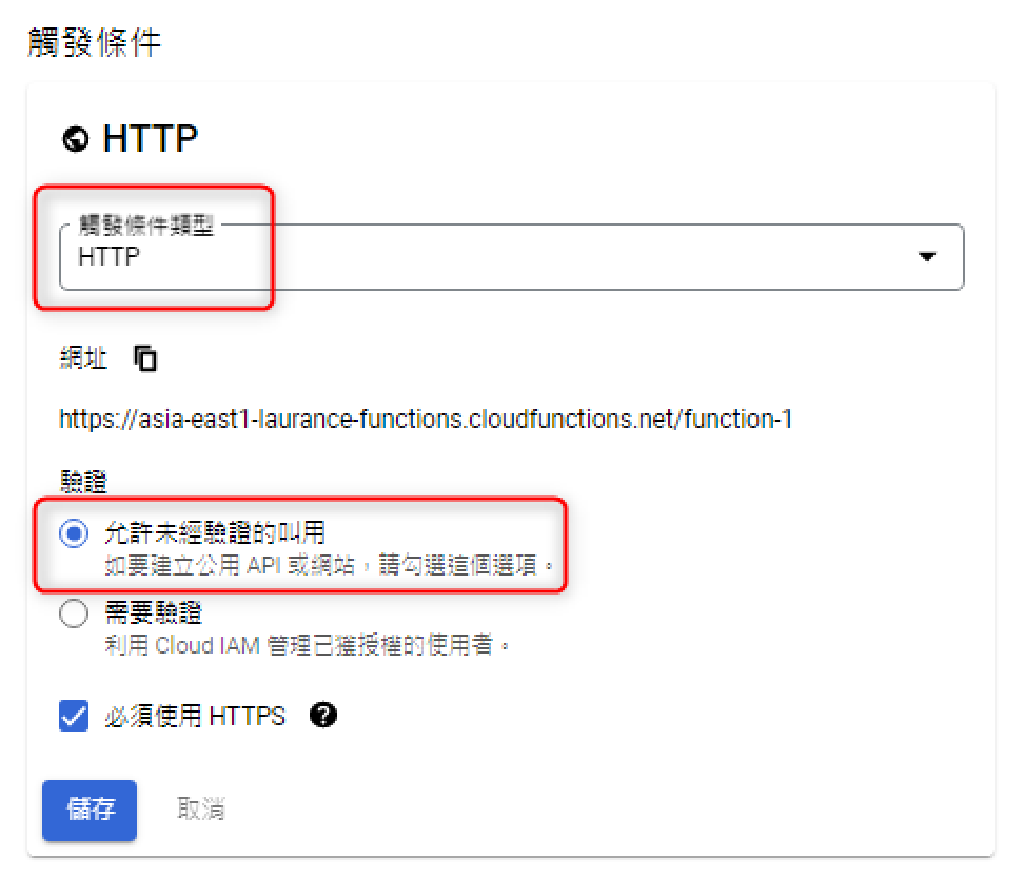 觸發條件
HTTP
觸發條件類型
HTTP
網址
https://asia-east1-laurance-functions.cloudfunctions.net/function-1
驗證
允許未經驗證的叫用
如要建立公用 API 或網站，請勾選這個選項。
需要驗證
利用 Cloud IAM 管理已獲授權的使用者。
必須使用 HTTPS
儲存 取消